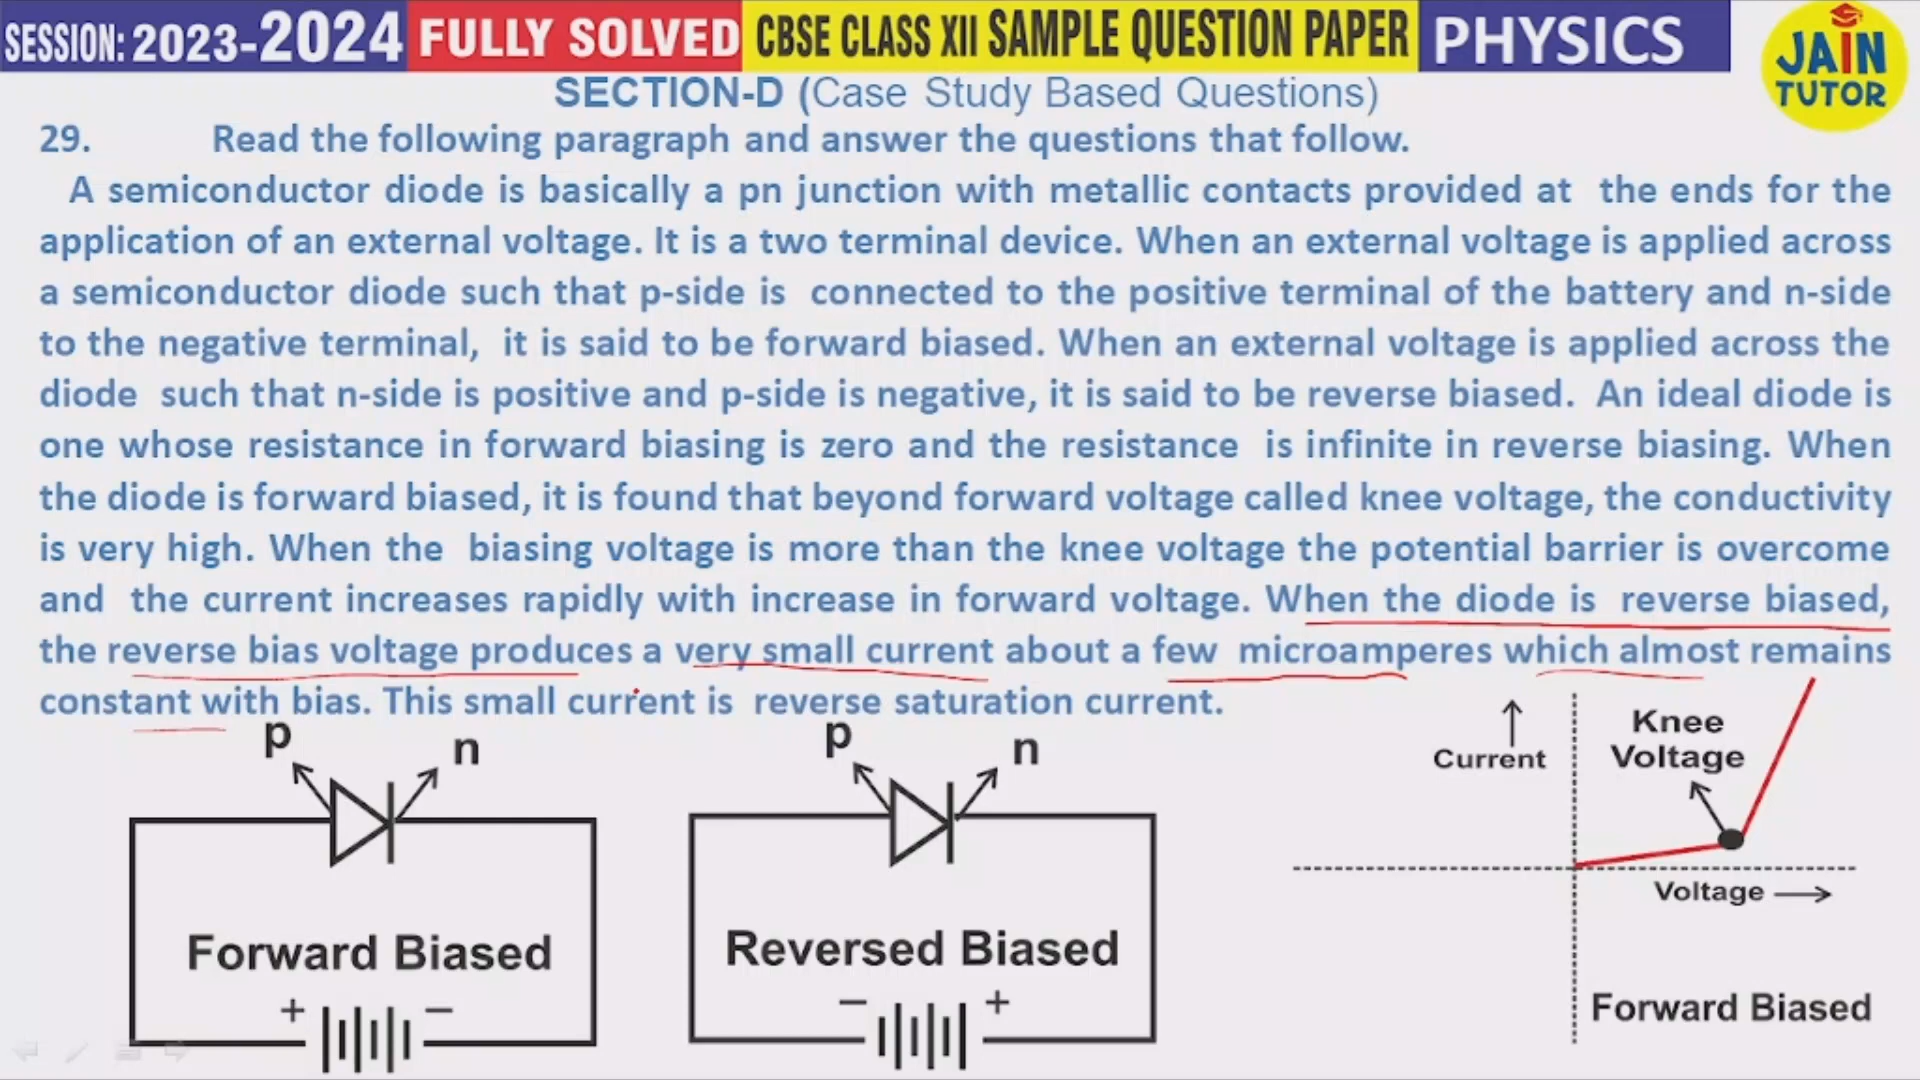 SESSION: 2023-2024 FULLY SOLVED CBSE CLASS XII SAMPLE QUESTION PAPER PHYSICS
JAIN
TUTOR
SECTION-D (Case Study Based Questions)
29. Read the following paragraph and answer the questions that follow.
A semiconductor diode is basically a pn junction with metallic contacts provided at the ends for the
application of an external voltage. It is a two terminal device. When an external voltage is applied across
a semiconductor diode such that p-side is connected to the positive terminal of the battery and n-side
to the negative terminal, it is said to be forward biased. When an external voltage is applied across the
diode such that n-side is positive and p-side is negative, it is said to be reverse biased. An ideal diode is
one whose resistance in forward biasing is zero and the resistance is infinite in reverse biasing. When
the diode is forward biased, it is found that beyond forward voltage called knee voltage, the conductivity
is very high. When the biasing voltage is more than the knee voltage the potential barrier is overcome
and the current increases rapidly with increase in forward voltage. When the diode is reverse biased,
the reverse bias voltage produces a very small current about a few microamperes which almost remains
constant with bias. This small current is reverse saturation current.
p n
Forward Biased
+ −
p n
Reversed Biased
− +
Current
Knee
Voltage
Voltage
Forward Biased